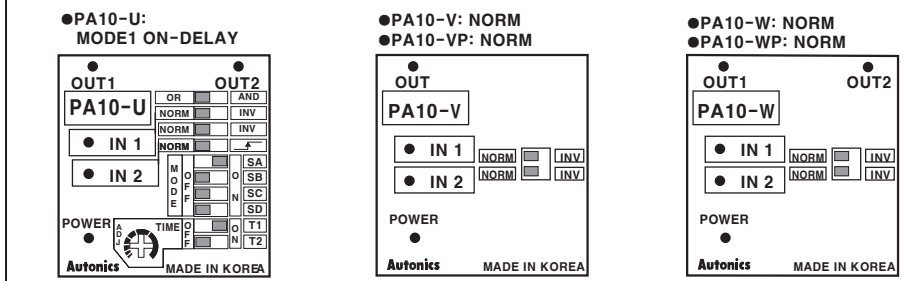 ●PA10-U:
MODE1 ON-DELAY
OUT1 OUT2
PA10-U
OR AND
NORM INV
NORM INV
IN 1
NORM
IN 2
MODE
OFF ON
SA
SB
SC
SD
POWER
ADJ
TIME
OFF ON
T1
T2
Autonics MADE IN KOREA
●PA10-V: NORM
●PA10-VP: NORM
OUT
PA10-V
IN 1
NORM INV
IN 2
NORM INV
POWER
Autonics MADE IN KOREA
●PA10-W: NORM
●PA10-WP: NORM
OUT1 OUT2
PA10-W
IN 1
NORM INV
IN 2
NORM INV
POWER
Autonics MADE IN KOREA